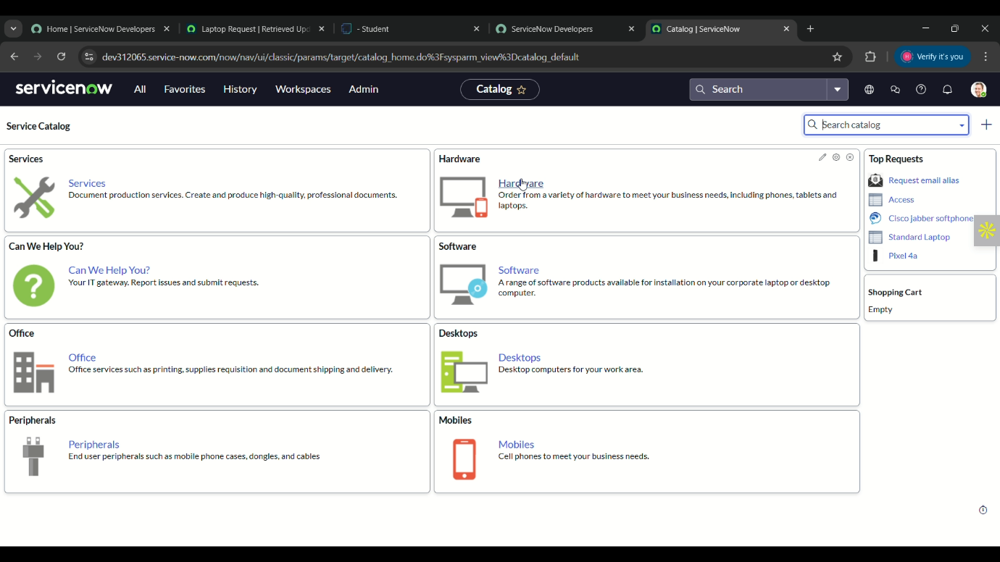 Home | ServiceNow Developers
Laptop Request | Retrieved Upd
- Student
ServiceNow Developers
Catalog | ServiceNow
dev312065.service-now.com/now/nav/ui/classic/params/target/catalog_home.do%3Fsysparm_view%3Dcatalog_default
H Verify it's you
servicenow
All
Favorites
History
Workspaces
Admin
Catalog
Search
Service Catalog
Search catalog
Services
Services
Document production services. Create and produce high-quality, professional documents.
Hardware
Hardware
Order from a variety of hardware to meet your business needs, including phones, tablets and
laptops.
Can We Help You?
Can We Help You?
Your IT gateway. Report issues and submit requests.
Software
Software
A range of software products available for installation on your corporate laptop or desktop
computer.
Office
Office
Office services such as printing, supplies requisition and document shipping and delivery.
Desktops
Desktops
Desktop computers for your work area.
Peripherals
Peripherals
End user peripherals such as mobile phone cases, dongles, and cables
Mobiles
Mobiles
Cell phones to meet your business needs.
Top Requests
Request email alias
Access
Cisco jabber softphone
Standard Laptop
Pixel 4a
Shopping Cart
Empty